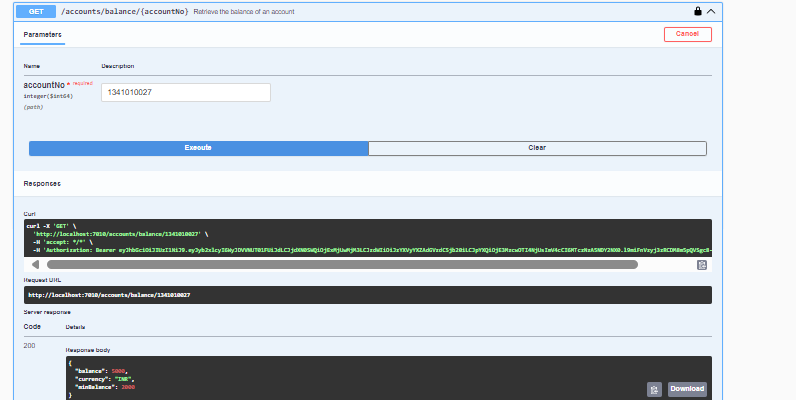 GET /accounts/balance/{accountNo} Retrieve the balance of an account
Parameters
Cancel
Name Description
accountNo * required
integer($int64)
(path)
1341010027
Execute Clear
Responses
Curl
curl -X 'GET' \
'http://localhost:7010/accounts/balance/1341010027' \
-H 'accept: */*' \
-H 'Authorization: Bearer
Request URL
http://localhost:7010/accounts/balance/1341010027
Server response
Code Details
200
Response body
{
"balance": 5000,
"currency": "INR",
"minBalance": 2000
}
Download